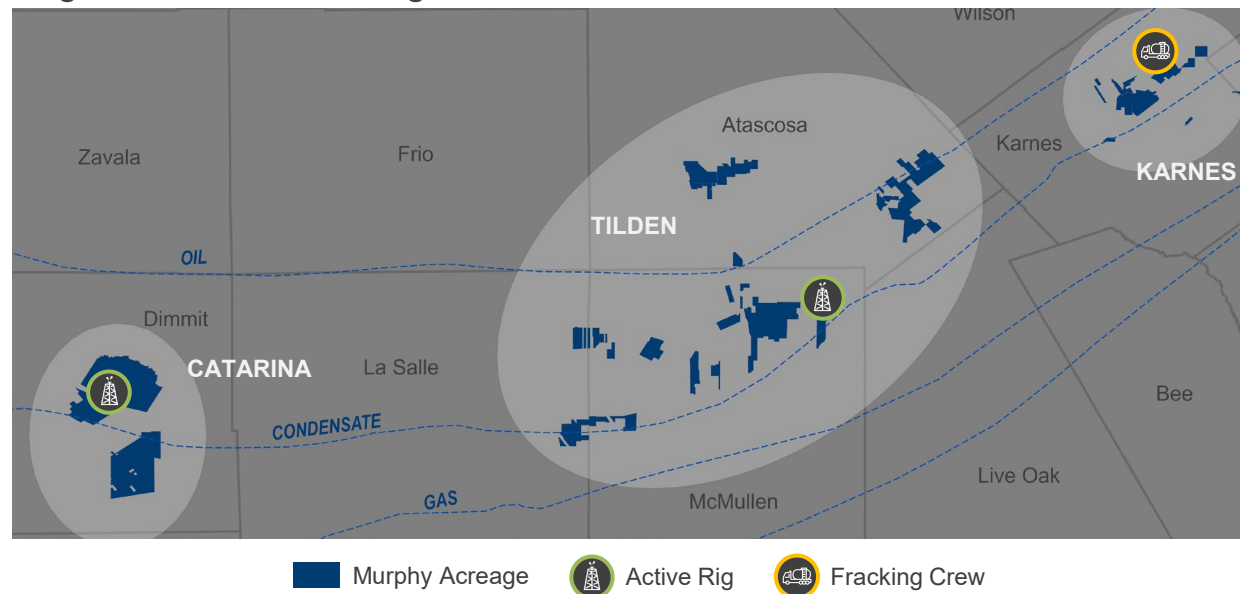 Wilson
Atascosa
Karnes
Zavala
Frio
KARNES
TILDEN
OIL
Dimmit
CATARINA
La Salle
Bee
CONDENSATE
Live Oak
GAS
McMullen
Murphy Acreage
Active Rig
Fracking Crew